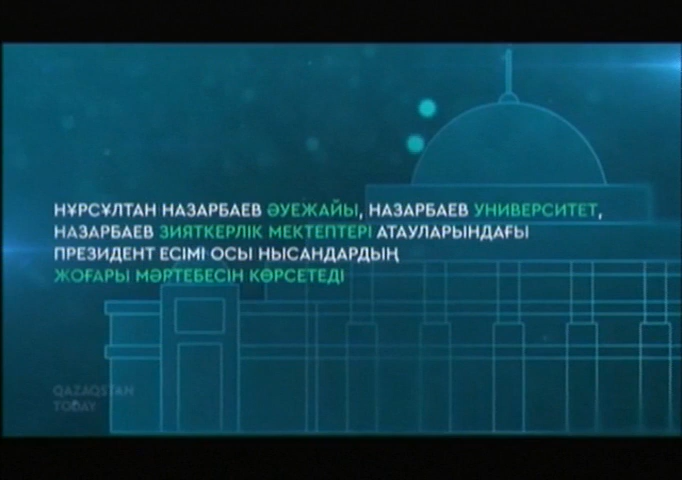 НҰРСҰЛТАН НАЗАРБАЕВ ӘУЕЖАЙЫ, НАЗАРБАЕВ УНИВЕРСИТЕТ,
НАЗАРБАЕВ ЗИЯТКЕРЛІК МЕКТЕПТЕРІ АТАУЛАРЫНДАҒЫ
ПРЕЗИДЕНТ ЕСІМІ ОСЫ НЫСАНДАРДЫҢ
ЖОҒАРЫ МӘРТЕБЕСІН КӨРСЕТЕДІ
QAZAQSTAN
TODAY